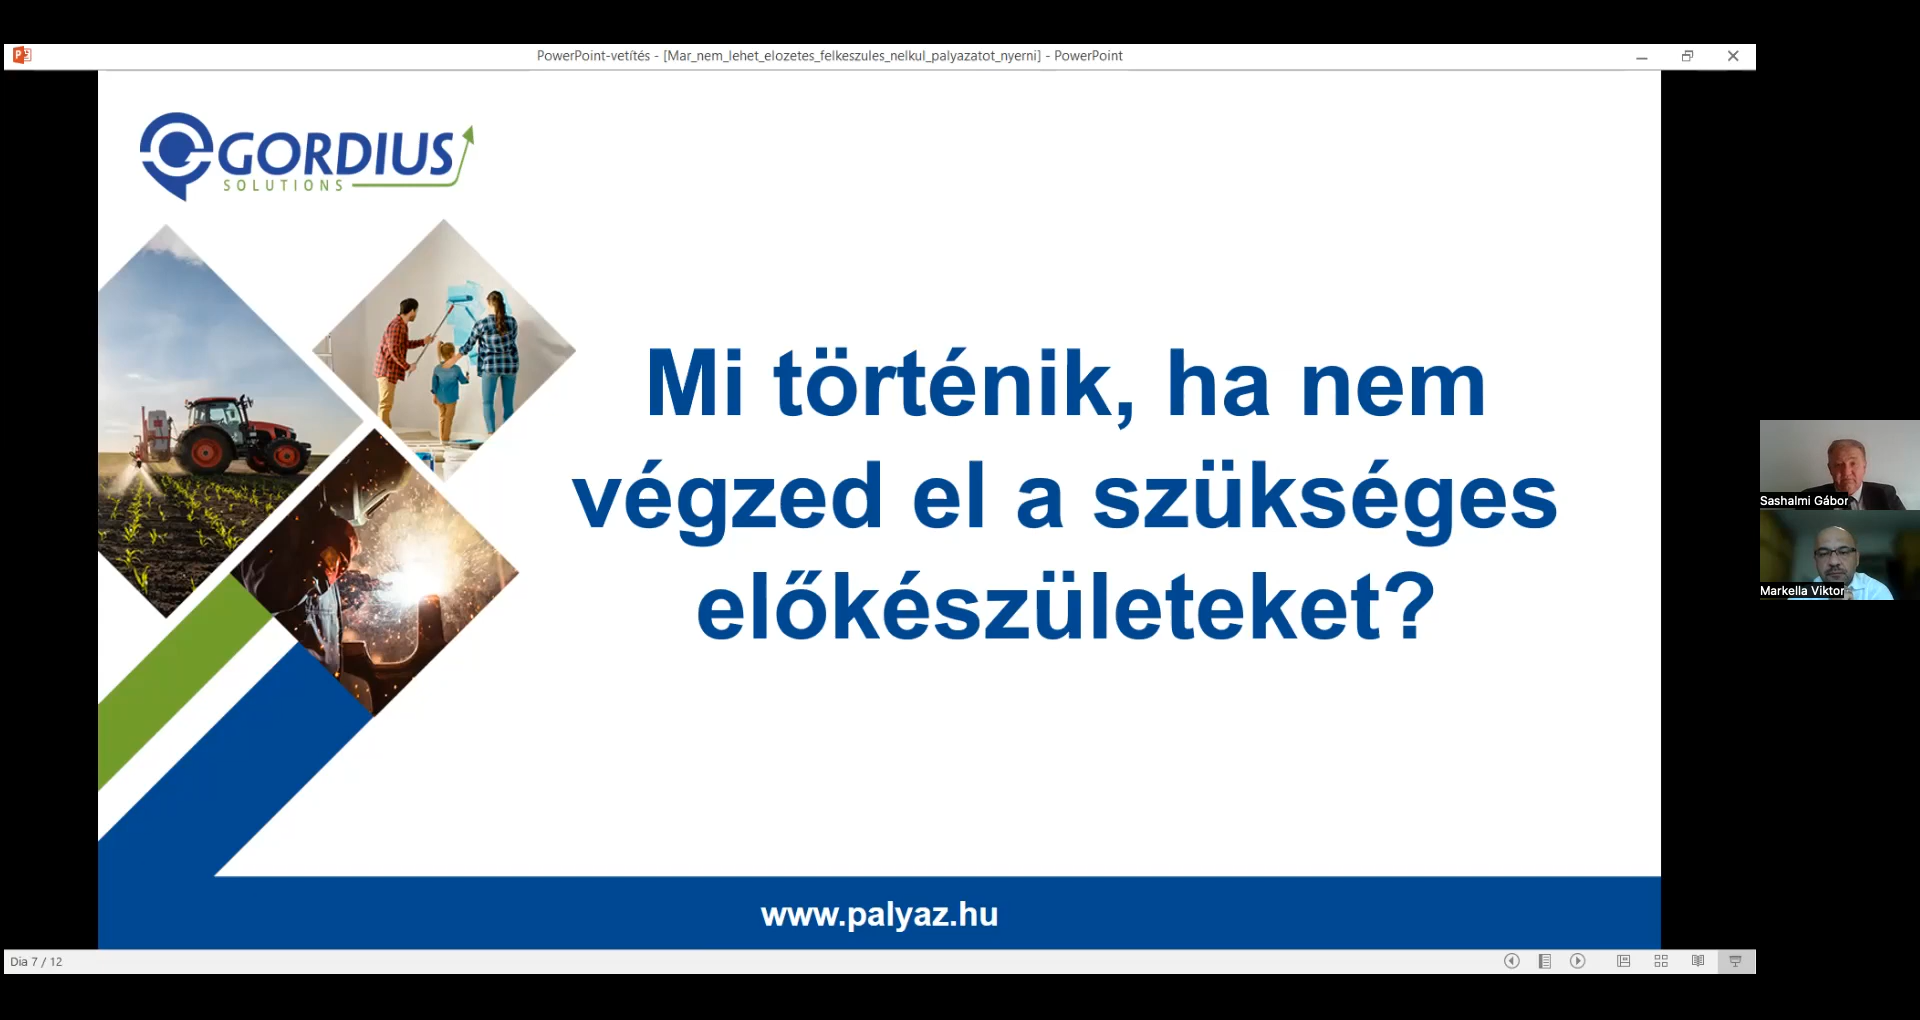 PowerPoint-vetítés - [Mar_nem_lehet_elozetes_felkeszules_nelkul_palyazatot_nyerni] - PowerPoint
GORDIUS
SOLUTIONS
Mi történik, ha nem
végzed el a szükséges
előkészületeket?
www.palyaz.hu
Sashalmi Gábor
Markella Viktor
Dia 7 / 12